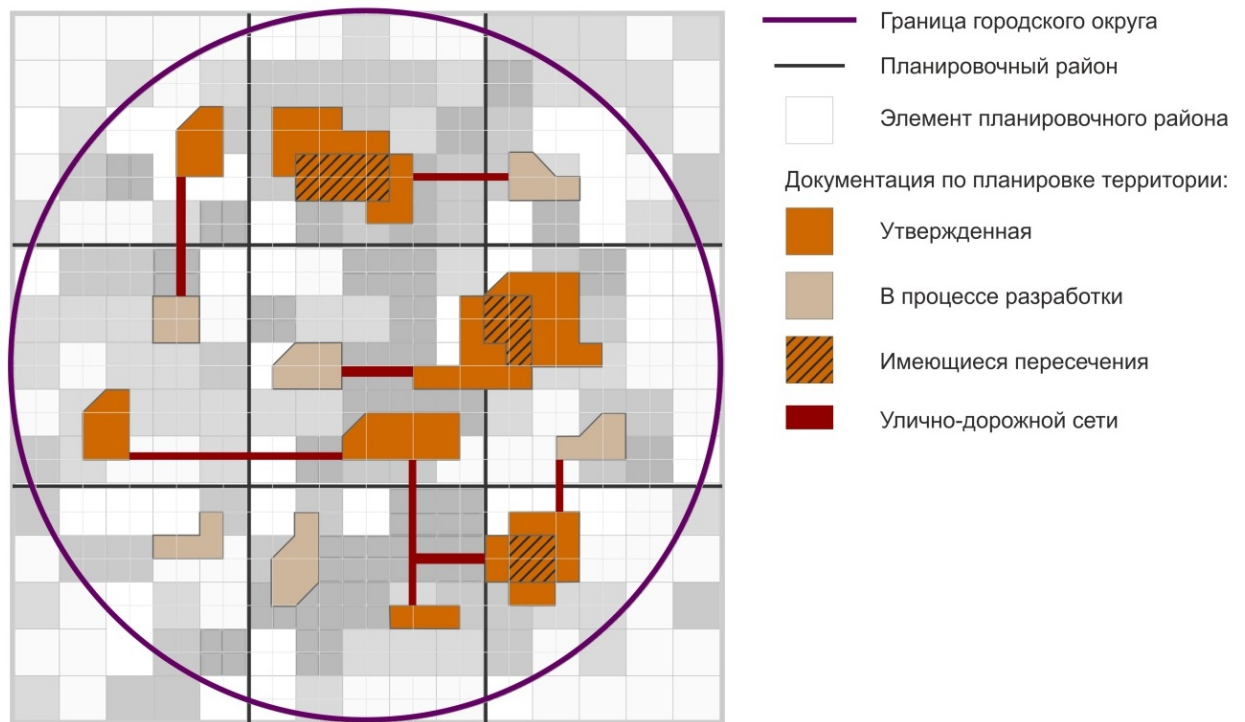 Граница городского округа
Планировочный район
Элемент планировочного района
Документация по планировке территории:
Утвержденная
В процессе разработки
Имеющиеся пересечения
Улично-дорожной сети